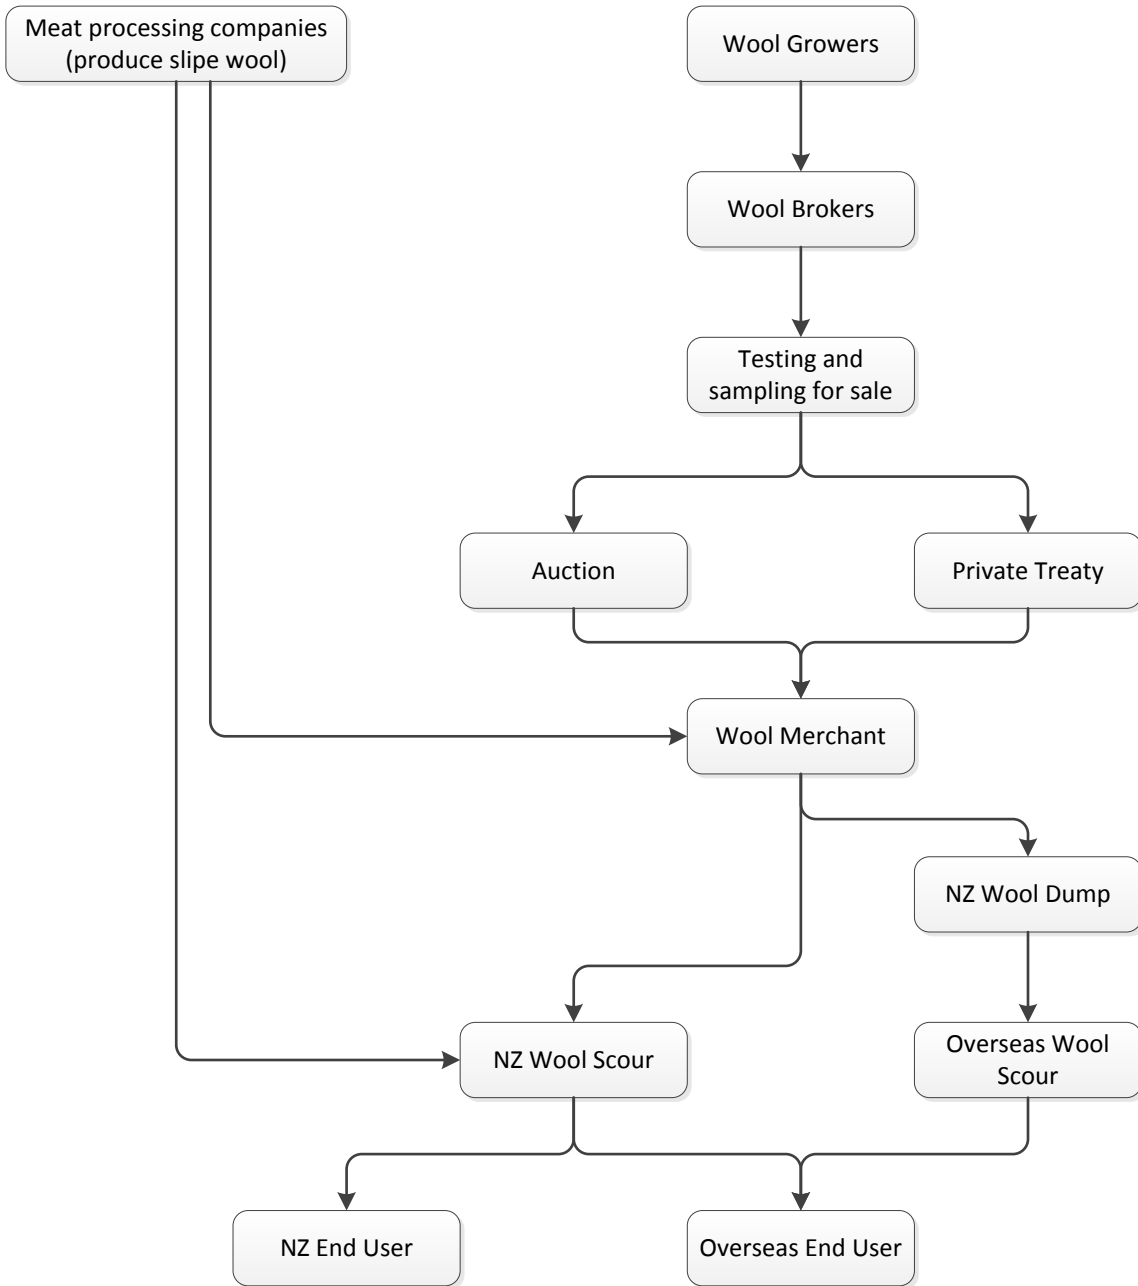 Meat processing companies
(produce slipe wool)
Wool Growers
Wool Brokers
Testing and
sampling for sale
Auction
Private Treaty
Wool Merchant
NZ Wool Dump
NZ Wool Scour
Overseas Wool
Scour
NZ End User
Overseas End User